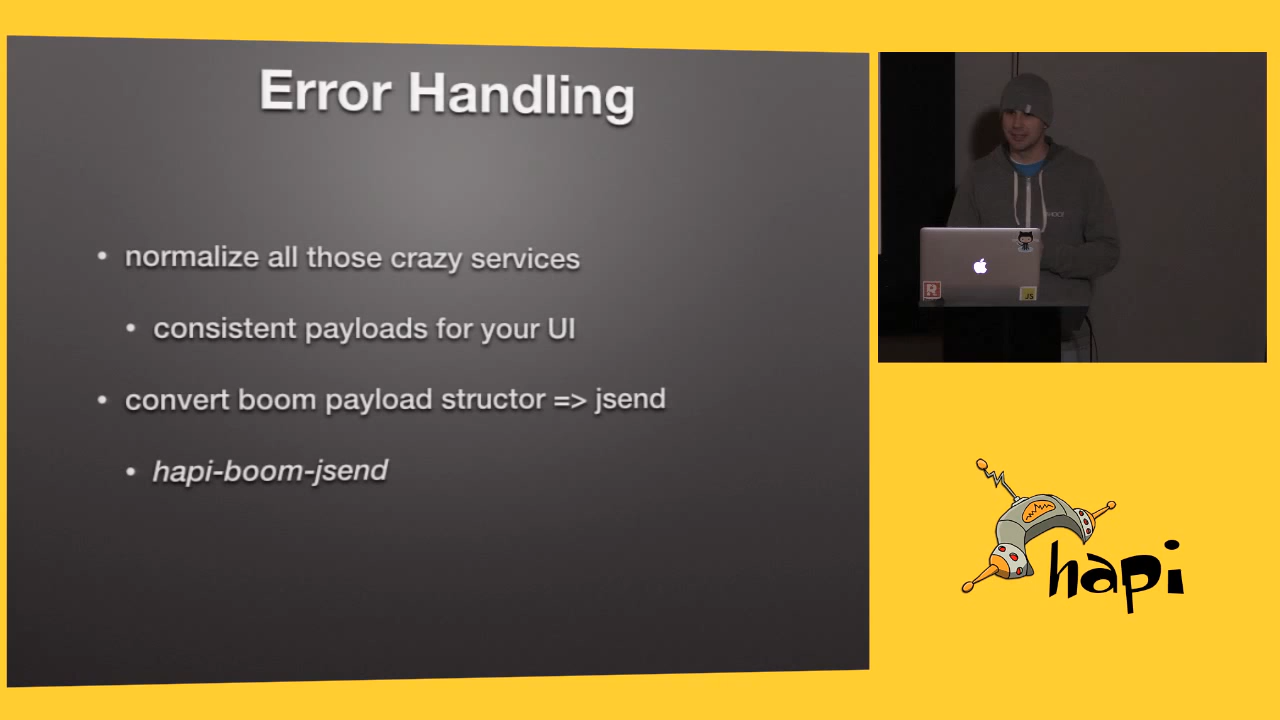 Error Handling
• normalize all those crazy services
• consistent payloads for your UI
• convert boom payload structor => jsend
• hapi-boom-jsend
R
JS
hapi